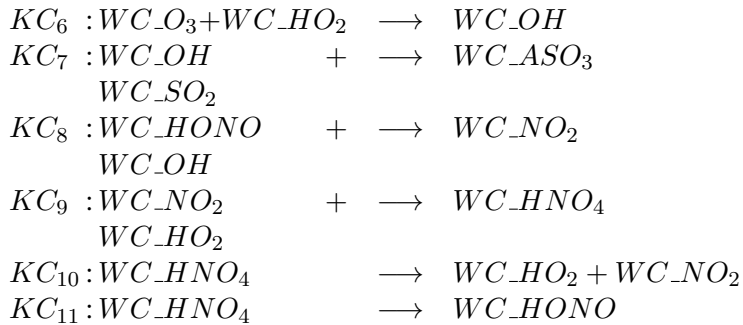 KC₆ : WC_O₃+WC_HO₂ ⟶ WC_OH
KC₇ : WC_OH + ⟶ WC_ASO₃
WC_SO₂
KC₈ : WC_HONO + ⟶ WC_NO₂
WC_OH
KC₉ : WC_NO₂ + ⟶ WC_HNO₄
WC_HO₂
KC₁₀ : WC_HNO₄ ⟶ WC_HO₂ + WC_NO₂
KC₁₁ : WC_HNO₄ ⟶ WC_HONO